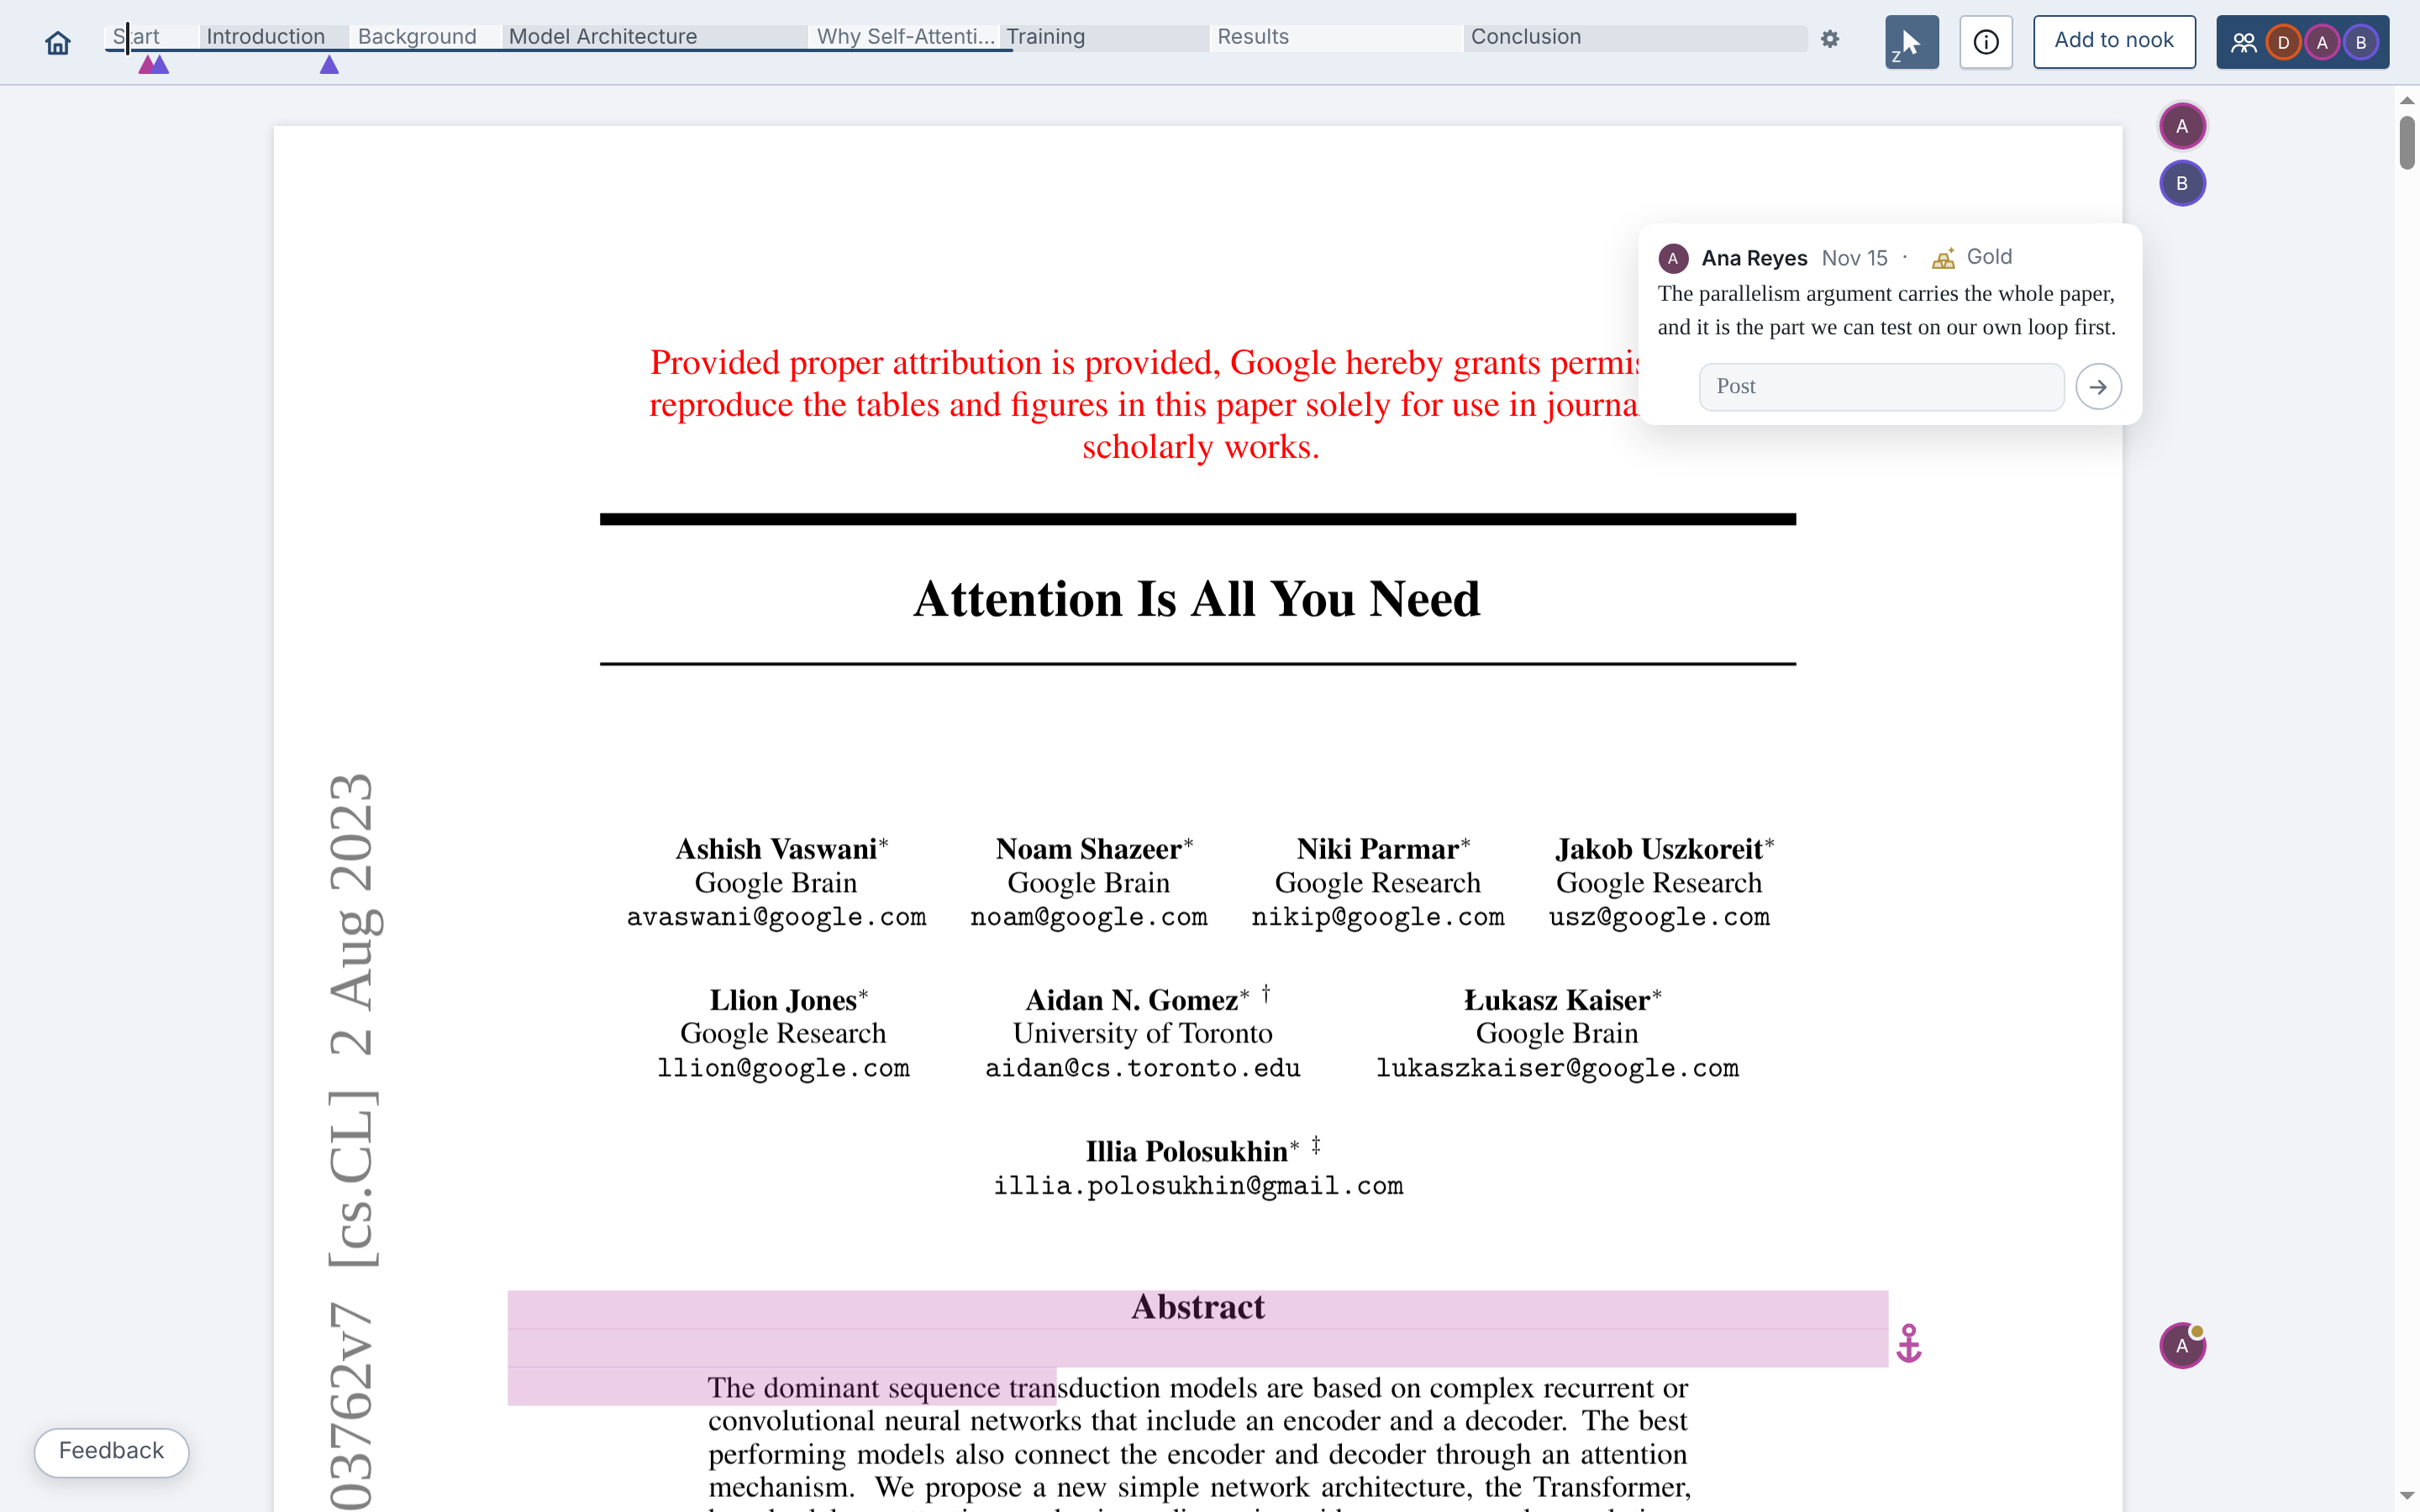 Start Introduction Background Model Architecture Why Self-Attenti... Training Results Conclusion
z
Add to nook
D A B
A
B
A Ana Reyes Nov 15 · Gold
The parallelism argument carries the whole paper,
and it is the part we can test on our own loop first.
Post
Provided proper attribution is provided, Google hereby grants
reproduce the tables and figures in this paper solely for use in
scholarly works.
Attention Is All You Need
Ashish Vaswani* Noam Shazeer* Niki Parmar* Jakob Uszkoreit*
Google Brain Google Brain Google Research Google Research
avaswani@google.com noam@google.com nikip@google.com usz@google.com
Llion Jones* Aidan N. Gomez* † Łukasz Kaiser*
Google Research University of Toronto Google Brain
llion@google.com aidan@cs.toronto.edu lukaszkaiser@google.com
Illia Polosukhin* ‡
illia.polosukhin@gmail.com
03762v7 [cs.CL] 2 Aug 2023
Abstract
A
The dominant sequence transduction models are based on complex recurrent or
convolutional neural networks that include an encoder and a decoder. The best
performing models also connect the encoder and decoder through an attention
mechanism. We propose a new simple network architecture, the Transformer,
Feedback